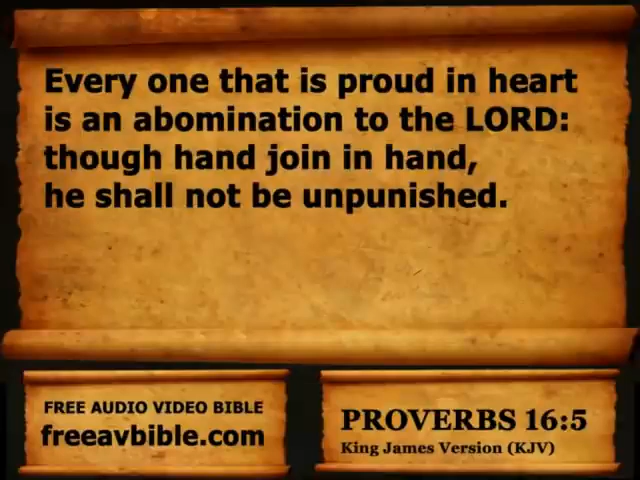 Every one that is proud in heart
is an abomination to the LORD:
though hand join in hand,
he shall not be unpunished.
FREE AUDIO VIDEO BIBLE
freeavbible.com
PROVERBS 16:5
King James Version (KJV)